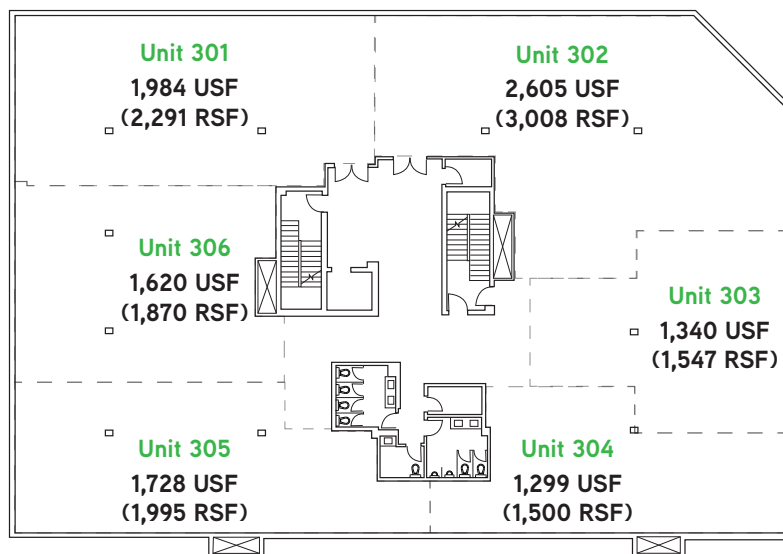 Unit 301
1,984 USF
(2,291 RSF)
Unit 302
2,605 USF
(3,008 RSF)
Unit 306
1,620 USF
(1,870 RSF)
Unit 303
1,340 USF
(1,547 RSF)
Unit 305
1,728 USF
(1,995 RSF)
Unit 304
1,299 USF
(1,500 RSF)